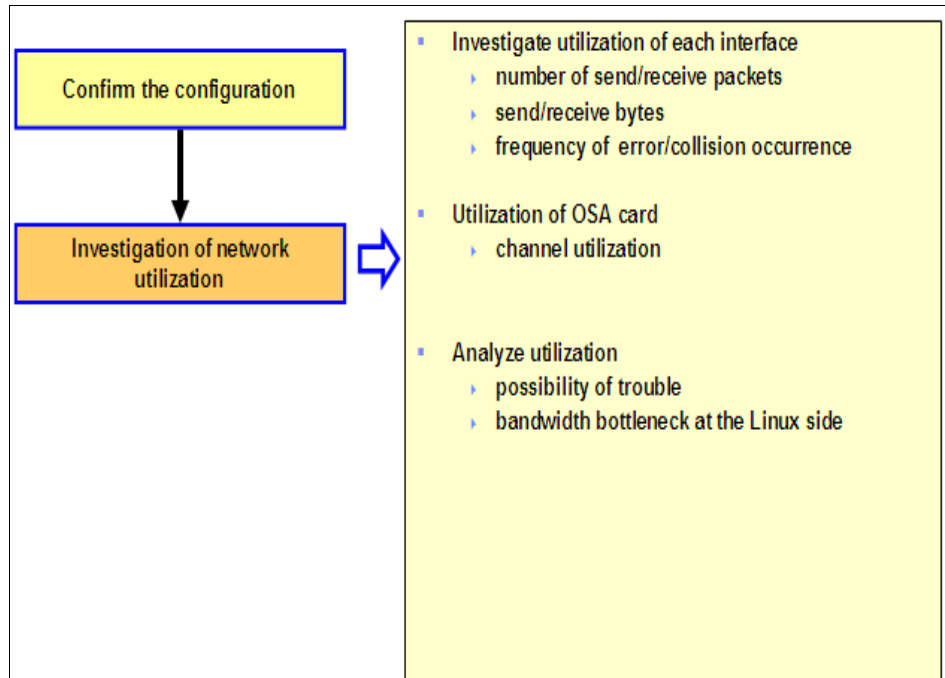 Confirm the configuration
Investigation of network
utilization
Investigate utilization of each interface
number of send/receive packets
send/receive bytes
frequency of error/collision occurrence
Utilization of OSA card
channel utilization
Analyze utilization
possibility of trouble
bandwidth bottleneck at the Linux side